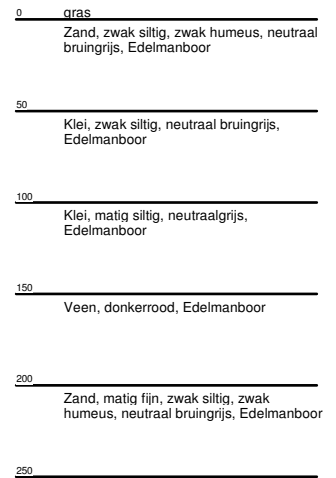 0 gras
Zand, zwak siltig, zwak humeus, neutraal
bruingrijs, Edelmanboor
50
Klei, zwak siltig, neutraal bruingrijs,
Edelmanboor
100
Klei, matig siltig, neutraalgrijs,
Edelmanboor
150
Veen, donkerrood, Edelmanboor
200
Zand, matig fijn, zwak siltig, zwak
humeus, neutraal bruingrijs, Edelmanboor
250